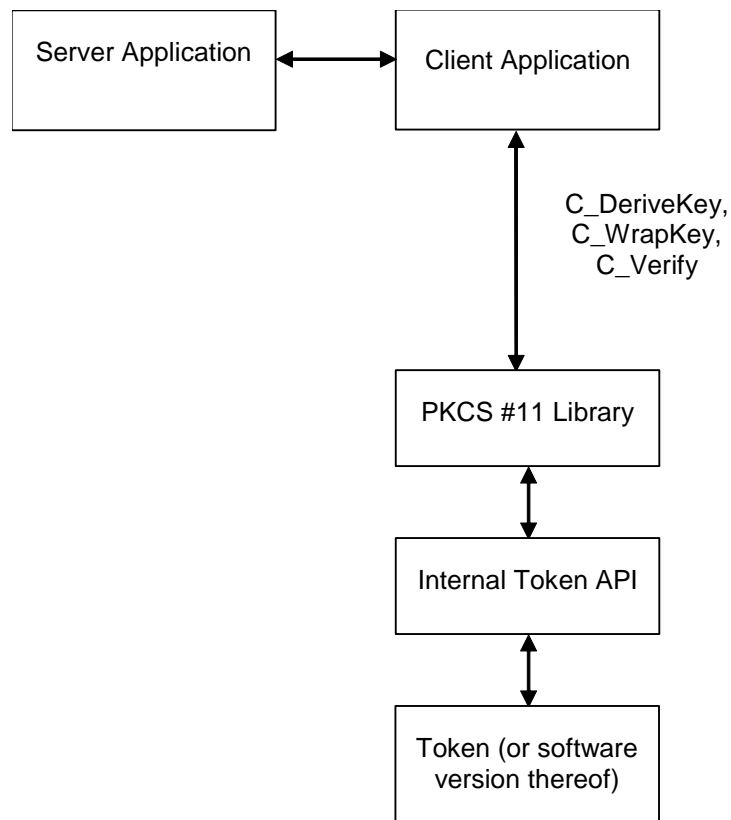 Server Application
Client Application
C_DeriveKey,
C_WrapKey,
C_Verify
PKCS #11 Library
Internal Token API
Token (or software
version thereof)